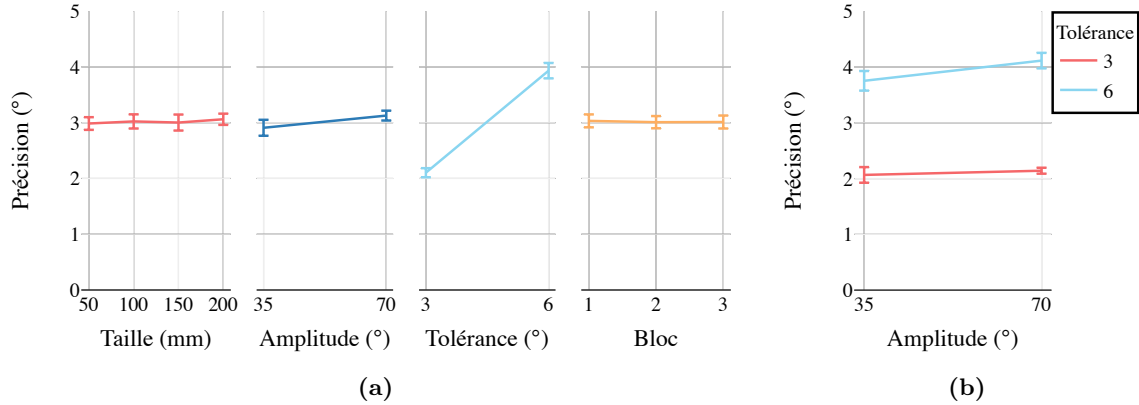 Précision (°)
5
4
3
2
1
0
50 100 150 200
Taille (mm)
35 70
Amplitude (°)
3 6
Tolérance (°)
1 2 3
Bloc
(a)
Précision (°)
5
4
3
2
1
0
35 70
Amplitude (°)
Tolérance
3
6
(b)